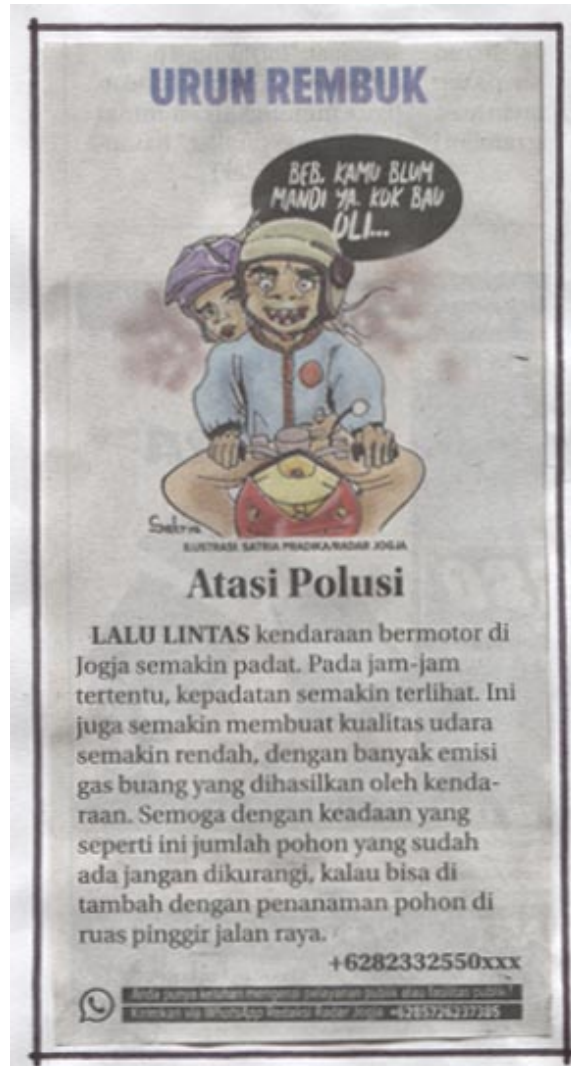 URUN REMBUK
BEB. KAMU BLUM
MANDI YA. KOK BAU
OLI...
Satria
ILUSTRASI: SATRIA PRADIKA/RADAR JOGJA
Atasi Polusi
LALU LINTAS kendaraan bermotor di
Jogja semakin padat. Pada jam-jam
tertentu, kepadatan semakin terlihat. Ini
juga semakin membuat kualitas udara
semakin rendah, dengan banyak emisi
gas buang yang dihasilkan oleh kenda-
raan. Semoga dengan keadaan yang
seperti ini jumlah pohon yang sudah
ada jangan dikurangi, kalau bisa di
tambah dengan penanaman pohon di
ruas pinggir jalan raya.
+6282332550xxx
Anda punya keluhan mengenai pelayanan publik atau fasilitas publik?
Kirimkan via WhatsApp Redaksi Radar Jogja +6285726237385